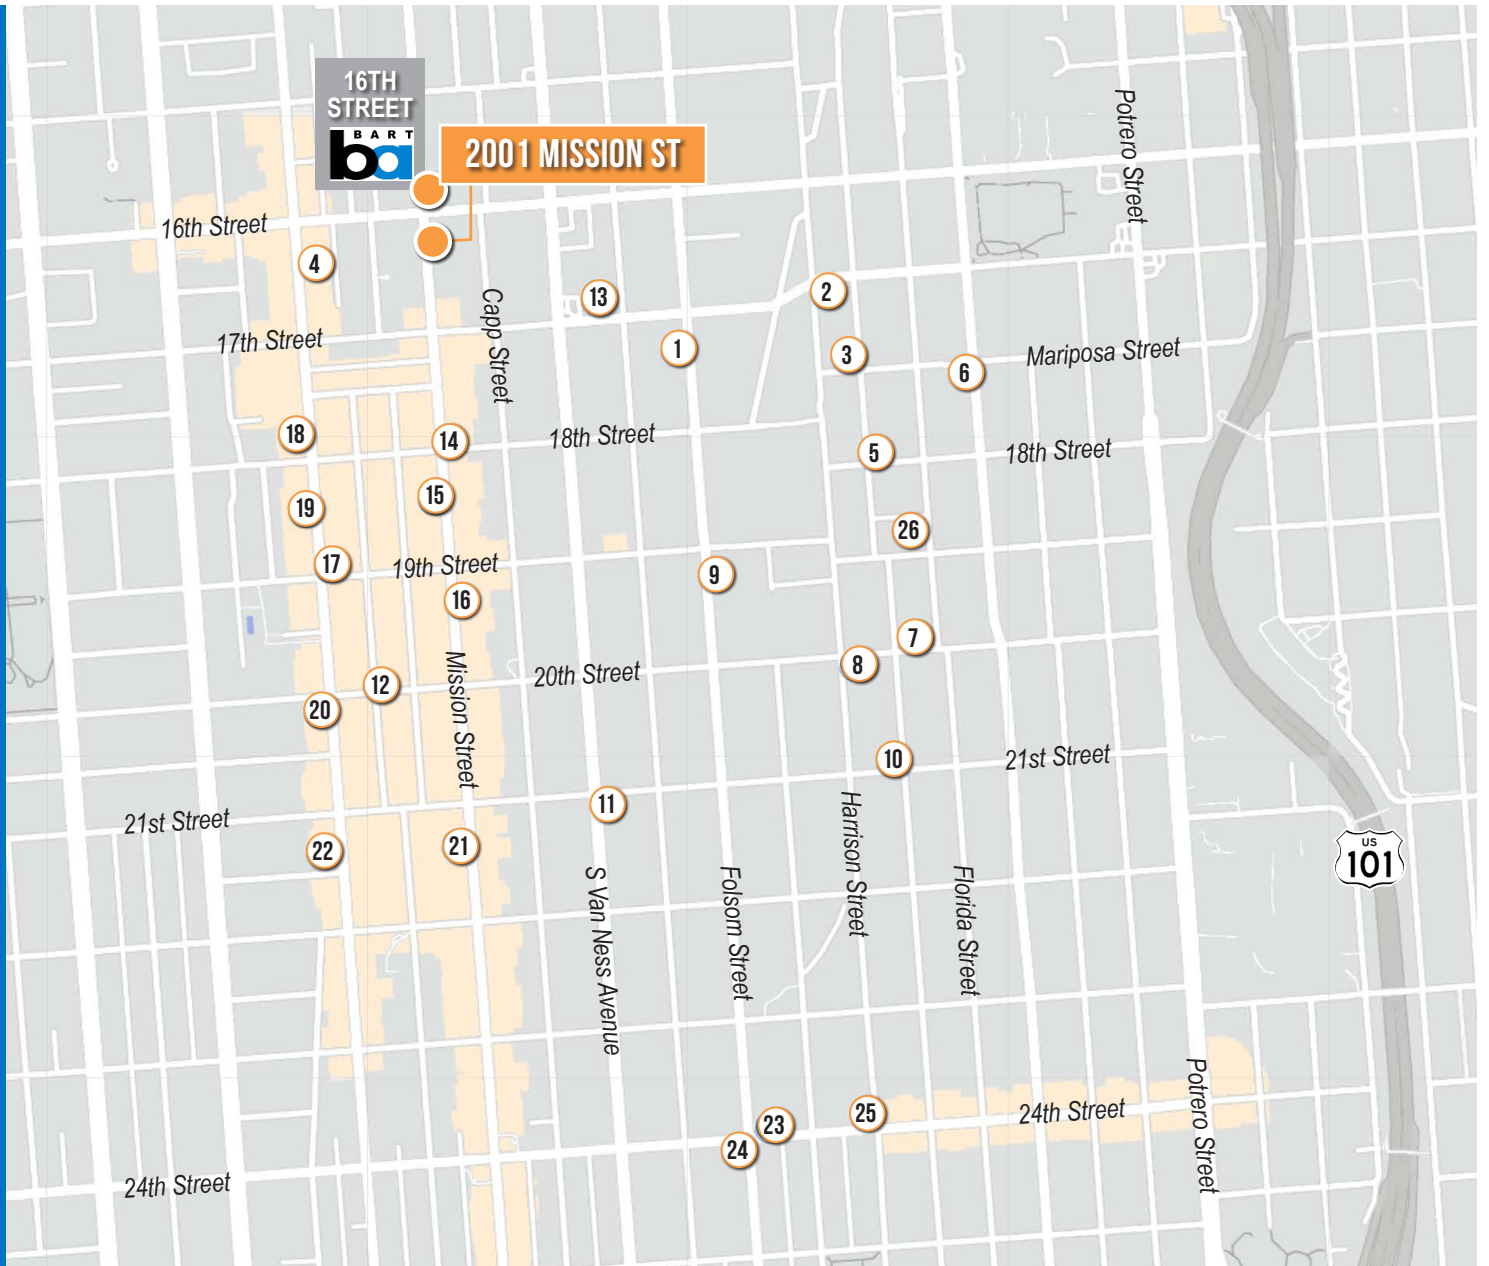 16TH
STREET
BART
ba
2001 MISSION ST
Potrero Street
16th Street
4
Capp Street
13
2
17th Street
1
3
Mariposa Street
6
18
14
18th Street
5
18th Street
19
15
26
17
19th Street
9
16
7
8
20th Street
12
Mission Street
20
10
21st Street
11
21st Street
Harrison Street
22
21
US
101
S Van Ness Avenue
Folsom Street
Florida Street
Potrero Street
25
24th Street
23
24
24th Street